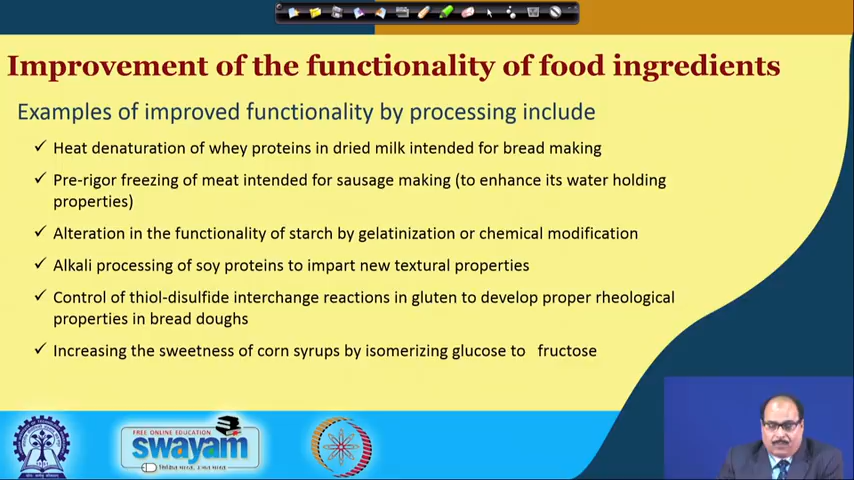 Improvement of the functionality of food ingredients
Examples of improved functionality by processing include
✓ Heat denaturation of whey proteins in dried milk intended for bread making
✓ Pre-rigor freezing of meat intended for sausage making (to enhance its water holding
properties)
✓ Alteration in the functionality of starch by gelatinization or chemical modification
✓ Alkali processing of soy proteins to impart new textural properties
✓ Control of thiol-disulfide interchange reactions in gluten to develop proper rheological
properties in bread doughs
✓ Increasing the sweetness of corn syrups by isomerizing glucose to fructose
FREE ONLINE EDUCATION
swayam